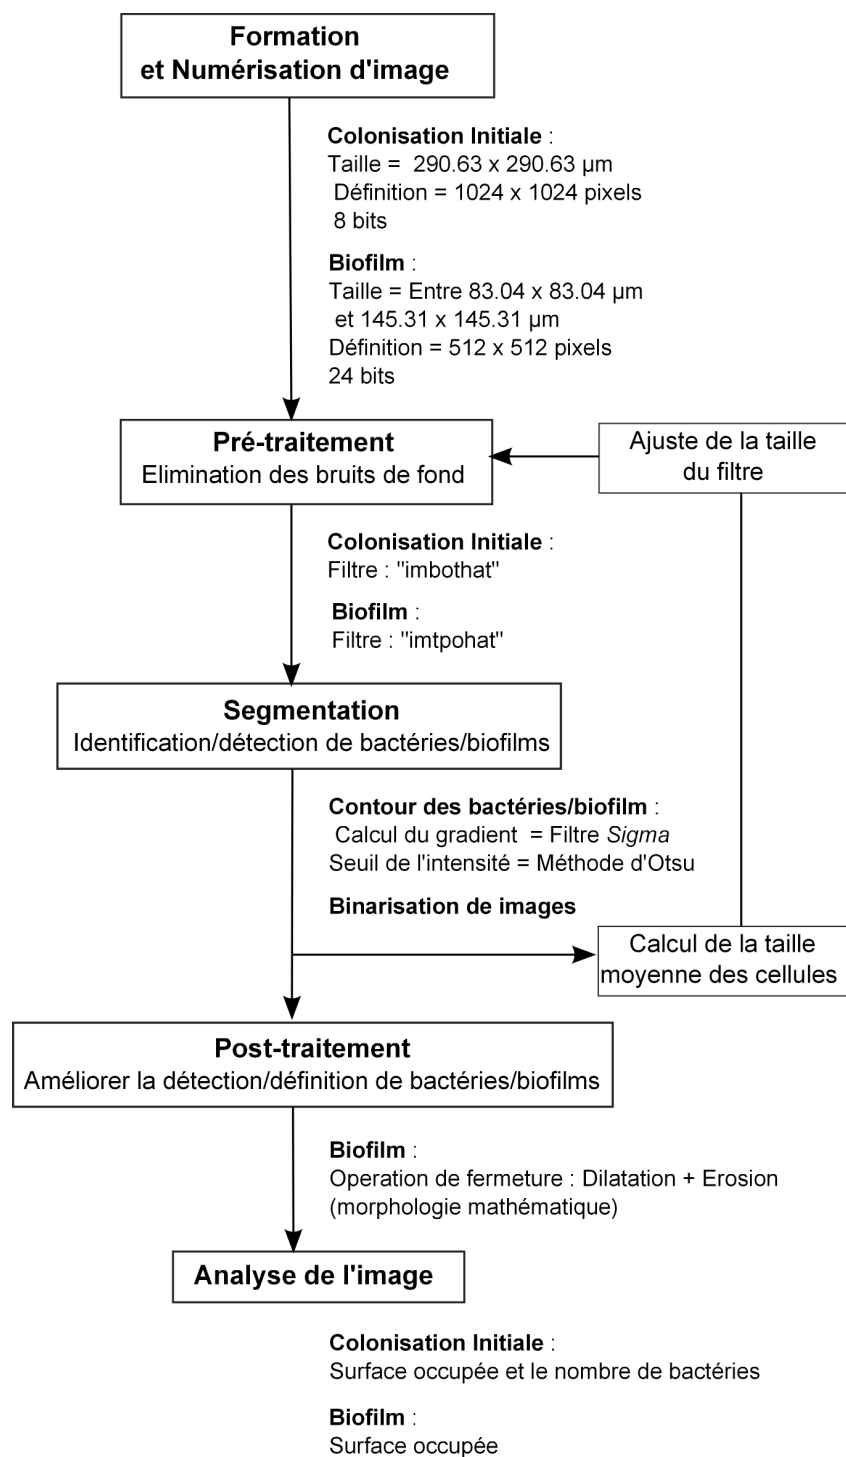 Formation
et Numérisation d'image
Colonisation Initiale :
Taille = 290.63 x 290.63 µm
Définition = 1024 x 1024 pixels
8 bits
Biofilm :
Taille = Entre 83.04 x 83.04 µm
et 145.31 x 145.31 µm
Définition = 512 x 512 pixels
24 bits
Pré-traitement
Elimination des bruits de fond
Ajuste de la taille
du filtre
Colonisation Initiale :
Filtre : "imbothat"
Biofilm :
Filtre : "imtpohat"
Segmentation
Identification/détection de bactéries/biofilms
Contour des bactéries/biofilm :
Calcul du gradient = Filtre Sigma
Seuil de l'intensité = Méthode d'Otsu
Binarisation de images
Calcul de la taille
moyenne des cellules
Post-traitement
Améliorer la détection/définition de bactéries/biofilms
Biofilm :
Operation de fermeture : Dilatation + Erosion
(morphologie mathématique)
Analyse de l'image
Colonisation Initiale :
Surface occupée et le nombre de bactéries
Biofilm :
Surface occupée